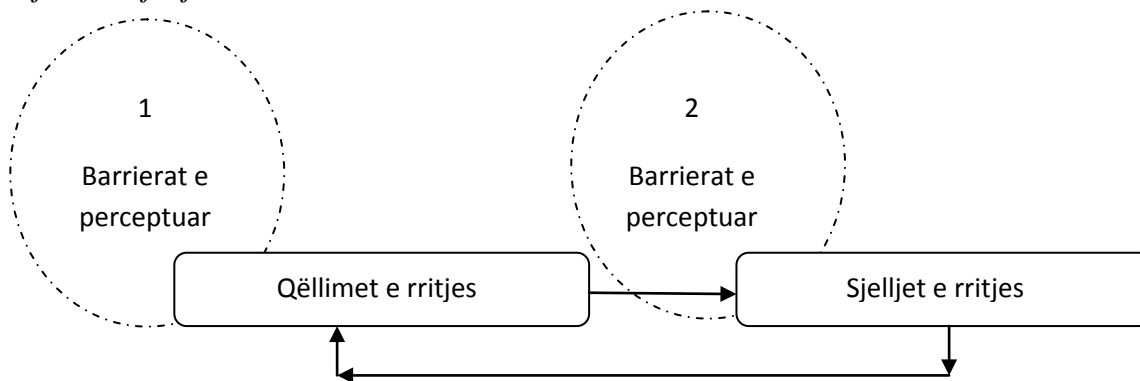 1
2
Barrierat e
perceptuar
Barrierat e
perceptuar
Qëllimet e rritjes
Sjelljet e rritjes